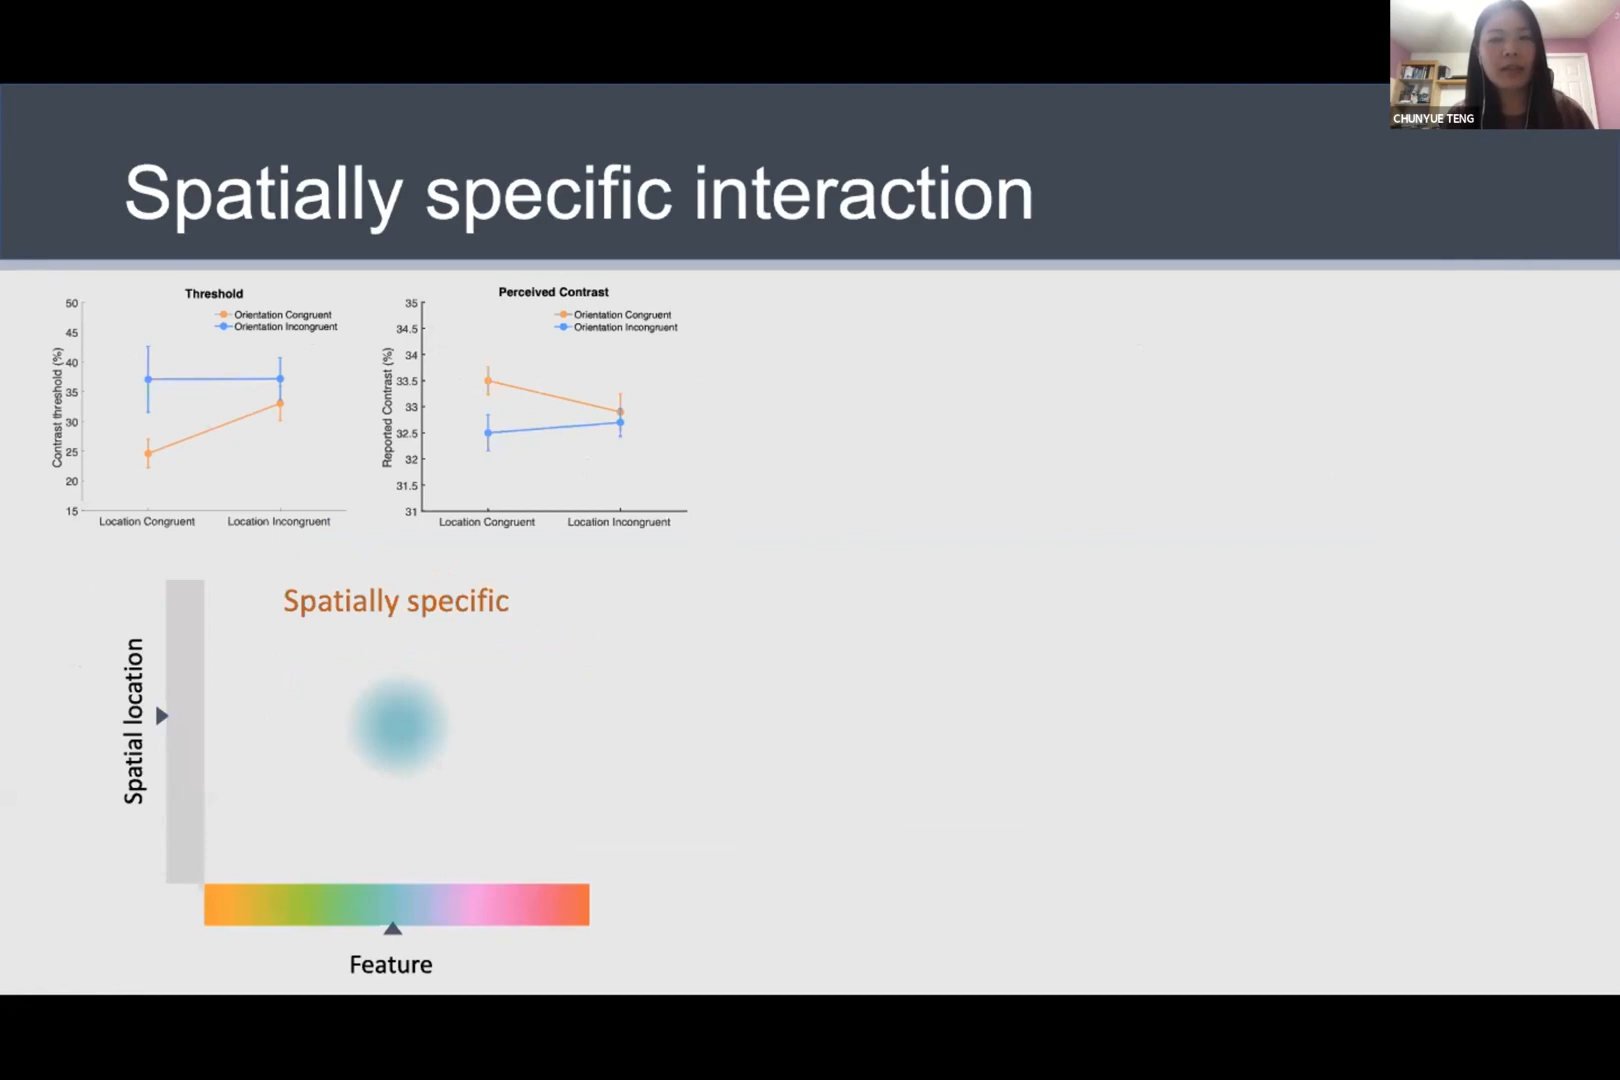 CHUNYUE TENG
Spatially specific interaction
Threshold
Orientation Congruent
Orientation Incongruent
Contrast threshold (%)
50
45
40
35
30
25
20
15
Location Congruent
Location Incongruent
Perceived Contrast
Orientation Congruent
Orientation Incongruent
Reported Contrast (%)
35
34.5
34
33.5
33
32.5
32
31.5
31
Location Congruent
Location Incongruent
Spatially specific
Spatial location
Feature